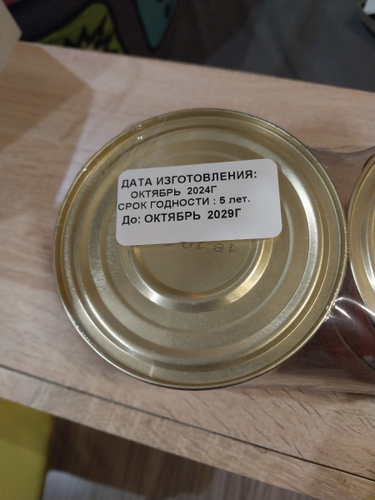 ДАТА ИЗГОТОВЛЕНИЯ:
ОКТЯБРЬ 2024Г
СРОК ГОДНОСТИ : 5 лет.
До: ОКТЯБРЬ 2029Г